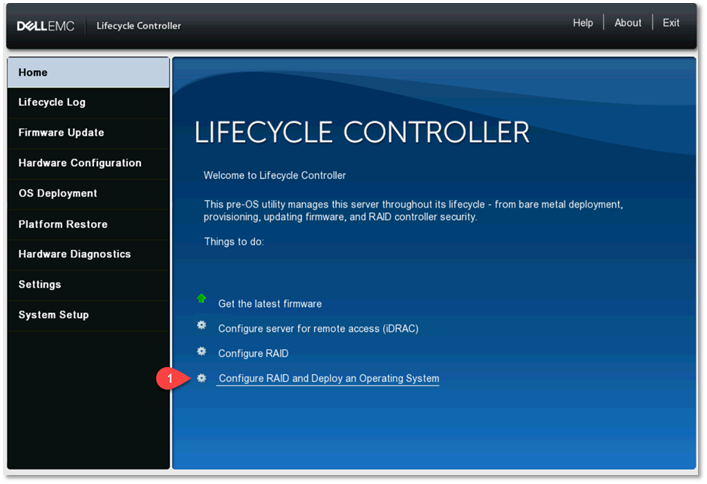 DELLEMC Lifecycle Controller
Help About Exit
Home
Lifecycle Log
Firmware Update
Hardware Configuration
OS Deployment
Platform Restore
Hardware Diagnostics
Settings
System Setup
LIFECYCLE CONTROLLER
Welcome to Lifecycle Controller
This pre-OS utility manages this server throughout its lifecycle - from bare metal deployment,
provisioning, updating firmware, and RAID controller security.
Things to do:
Get the latest firmware
Configure server for remote access (iDRAC)
Configure RAID
1 Configure RAID and Deploy an Operating System